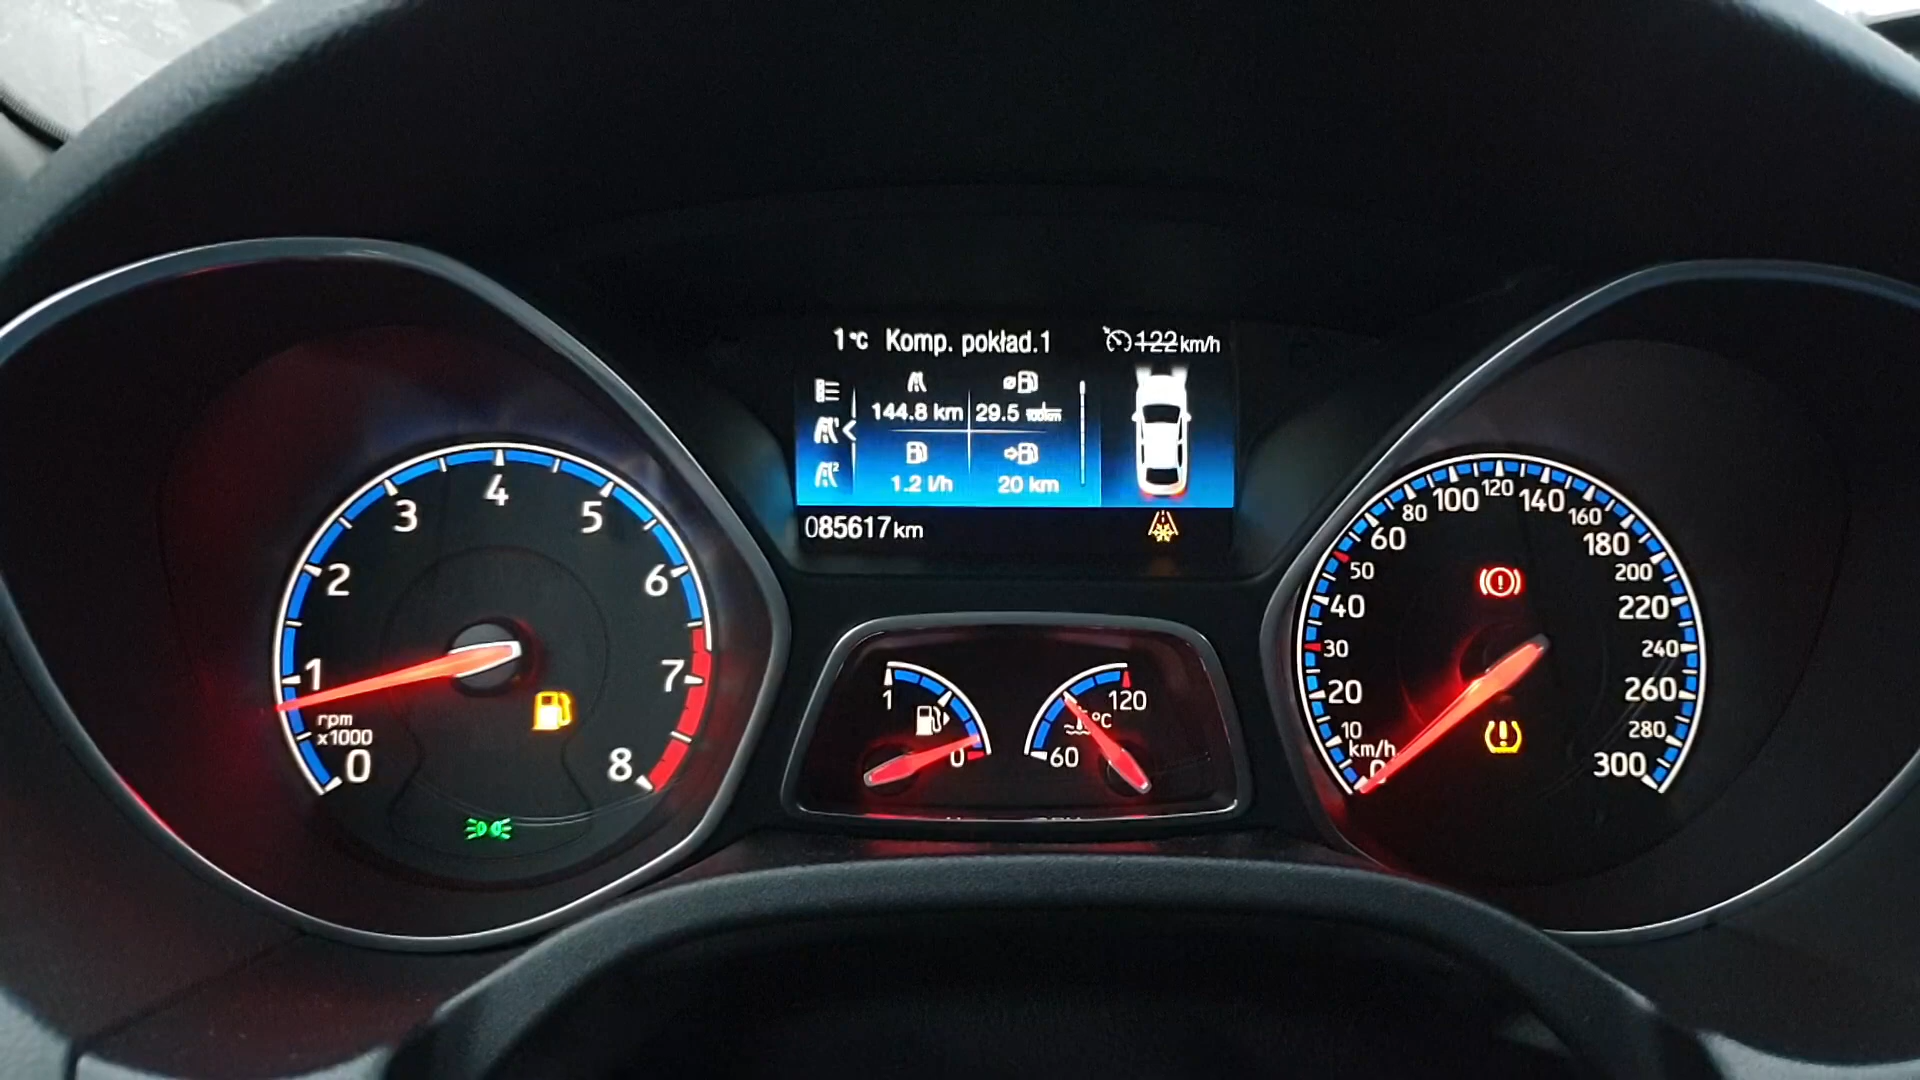 1°C Komp. pokład.1 122 km/h
144.8 km 29.5
1.2 l/h 20 km
085617 km
0 1 2 3 4 5 6 7 8
rpm
x1000
1 0
60 120
°C
0 10 20 30 40 50 60 80 100 120 140 160 180 200 220 240 260 280 300
km/h